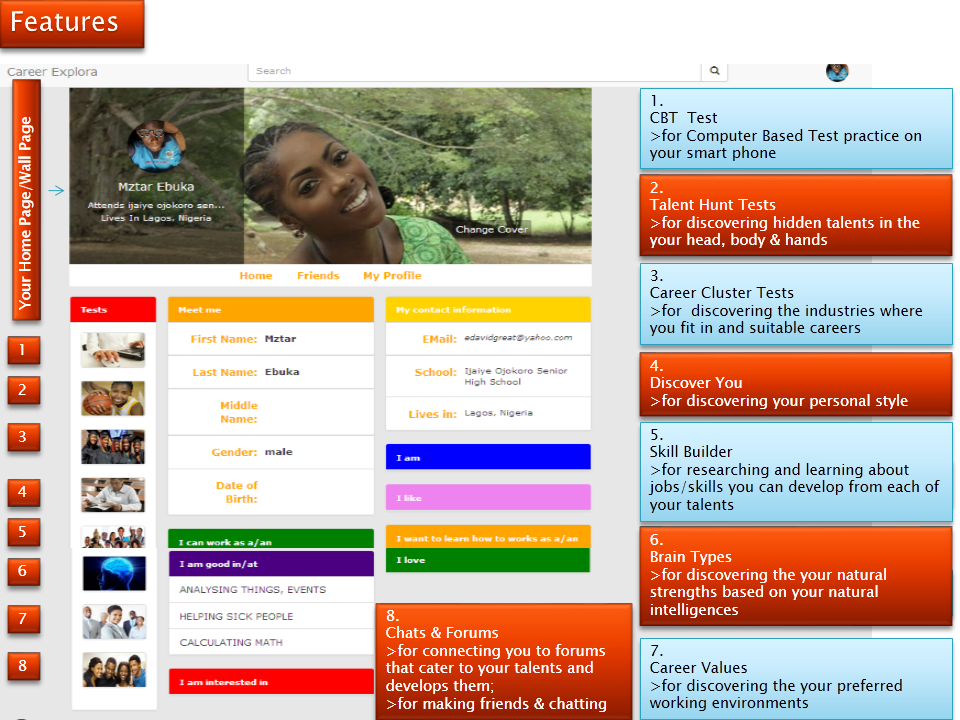 Features
Career Explora
Search
Your Home Page/Wall Page
Mztar Ebuka
Attends ijaiye ojokoro sen...
Lives In Lagos, Nigeria
Change Cover
Home Friends My Profile
Tests
1
2
3
4
5
6
7
8
Meet me
First Name: Mztar
Last Name: Ebuka
Middle
Name:
Gender: male
Date of
Birth:
I can work as a/an
I am good in/at
ANALYSING THINGS, EVENTS
HELPING SICK PEOPLE
CALCULATING MATH
I am interested in
My contact information
EMail: edavidgreat@yahoo.com
School: Ijaiye Ojokoro Senior
High School
Lives in: Lagos, Nigeria
I am
I like
I want to learn how to works as a/an
I love
1.
CBT Test
>for Computer Based Test practice on
your smart phone
2.
Talent Hunt Tests
>for discovering hidden talents in the
your head, body & hands
3.
Career Cluster Tests
>for discovering the industries where
you fit in and suitable careers
4.
Discover You
>for discovering your personal style
5.
Skill Builder
>for researching and learning about
jobs/skills you can develop from each of
your talents
6.
Brain Types
>for discovering the your natural
strengths based on your natural
intelligences
7.
Career Values
>for discovering the your preferred
working environments
8.
Chats & Forums
>for connecting you to forums
that cater to your talents and
develops them;
>for making friends & chatting